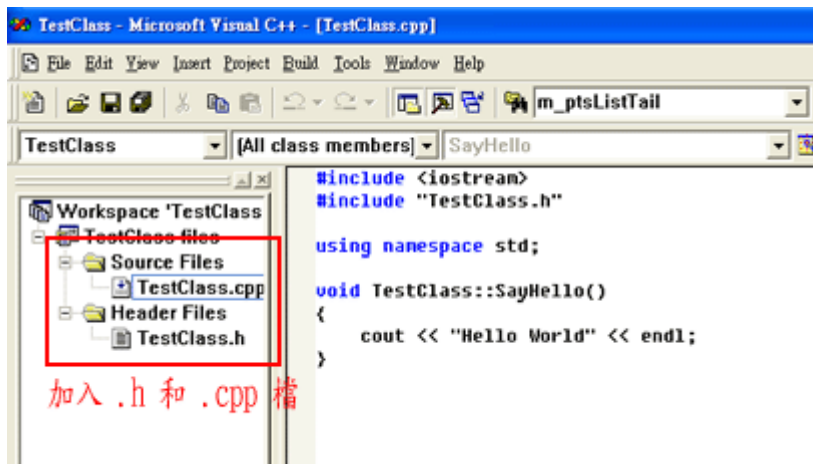 TestClass - Microsoft Visual C++ - [TestClass.cpp]
File Edit View Insert Project Build Tools Window Help
m_ptsListTail
TestClass [All class members] SayHello
Workspace 'TestClass
TestClass files
Source Files
TestClass.cpp
Header Files
TestClass.h
加入 .h 和 .cpp 檔
#include <iostream>
#include "TestClass.h"
using namespace std;
void TestClass::SayHello()
{
cout << "Hello World" << endl;
}